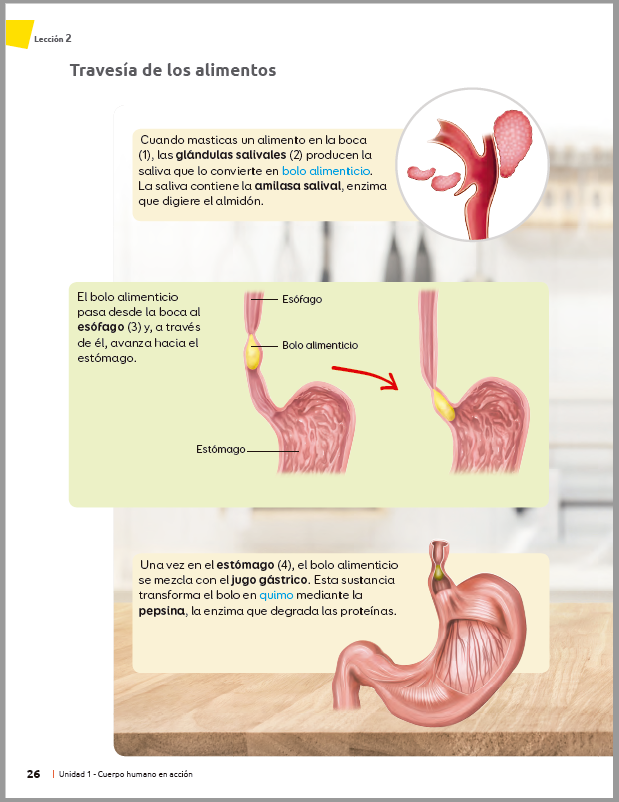 Lección 2
Travesía de los alimentos
Cuando masticas un alimento en la boca
(1), las glándulas salivales (2) producen la
saliva que lo convierte en bolo alimenticio.
La saliva contiene la amilasa salival, enzima
que digiere el almidón.
El bolo alimenticio
pasa desde la boca al
esófago (3) y, a través
de él, avanza hacia el
estómago.
Esófago
Bolo alimenticio
Estómago
Una vez en el estómago (4), el bolo alimenticio
se mezcla con el jugo gástrico. Esta sustancia
transforma el bolo en quimo mediante la
pepsina, la enzima que degrada las proteínas.
26 | Unidad 1 - Cuerpo humano en acción